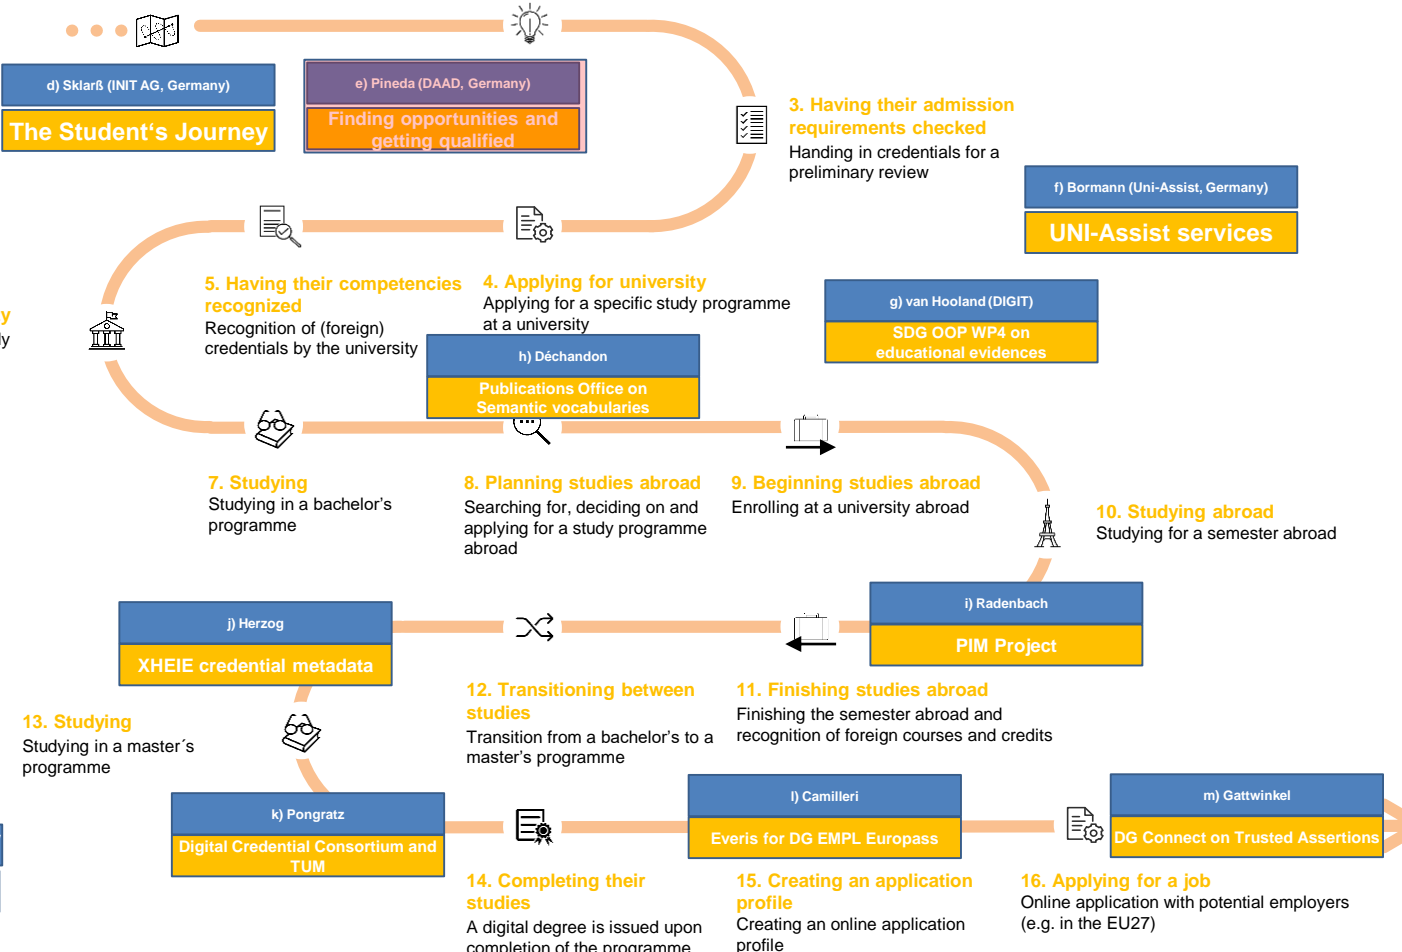 d) Sklarß (INIT AG, Germany)
The Student‘s Journey
e) Pineda (DAAD, Germany)
Finding opportunities and
getting qualified
3. Having their admission
requirements checked
Handing in credentials for a
preliminary review
f) Bormann (Uni-Assist, Germany)
UNI-Assist services
5. Having their competencies
recognized
Recognition of (foreign)
credentials by the university
4. Applying for university
Applying for a specific study programme
at a university
g) van Hooland (DIGIT)
SDG OOP WP4 on
educational evidences
y
ly
h) Déchandon
Publications Office on
Semantic vocabularies
7. Studying
Studying in a bachelor’s
programme
8. Planning studies abroad
Searching for, deciding on and
applying for a study programme
abroad
9. Beginning studies abroad
Enrolling at a university abroad
10. Studying abroad
Studying for a semester abroad
j) Herzog
XHEIE credential metadata
i) Radenbach
PIM Project
12. Transitioning between
studies
Transition from a bachelor’s to a
master’s programme
11. Finishing studies abroad
Finishing the semester abroad and
recognition of foreign courses and credits
13. Studying
Studying in a master´s
programme
k) Pongratz
Digital Credential Consortium and
TUM
l) Camilleri
Everis for DG EMPL Europass
m) Gattwinkel
DG Connect on Trusted Assertions
14. Completing their
studies
A digital degree is issued upon
completion of the programme
15. Creating an application
profile
Creating an online application
profile
16. Applying for a job
Online application with potential employers
(e.g. in the EU27)